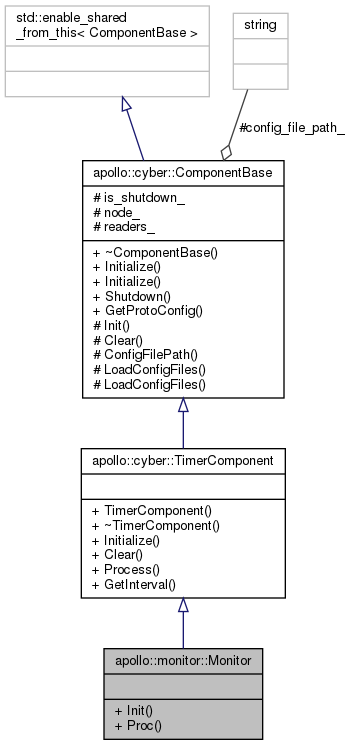 std::enable_shared
_from_this< ComponentBase >
string
#config_file_path_
apollo::cyber::ComponentBase
# is_shutdown_
# node_
# readers_
+ ~ComponentBase()
+ Initialize()
+ Initialize()
+ Shutdown()
+ GetProtoConfig()
# Init()
# Clear()
# ConfigFilePath()
# LoadConfigFiles()
# LoadConfigFiles()
apollo::cyber::TimerComponent
+ TimerComponent()
+ ~TimerComponent()
+ Initialize()
+ Clear()
+ Process()
+ GetInterval()
apollo::monitor::Monitor
+ Init()
+ Proc()